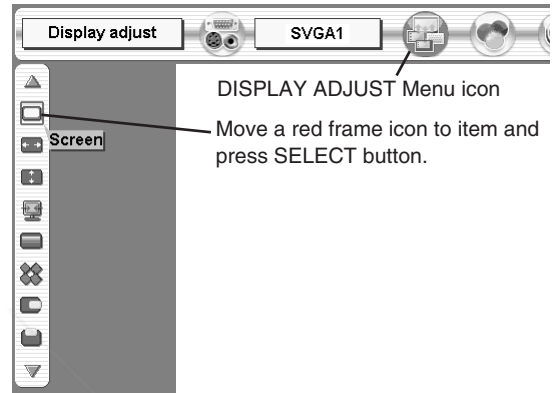 Display adjust
SVGA1
DISPLAY ADJUST Menu icon
Move a red frame icon to item and
press SELECT button.
Screen